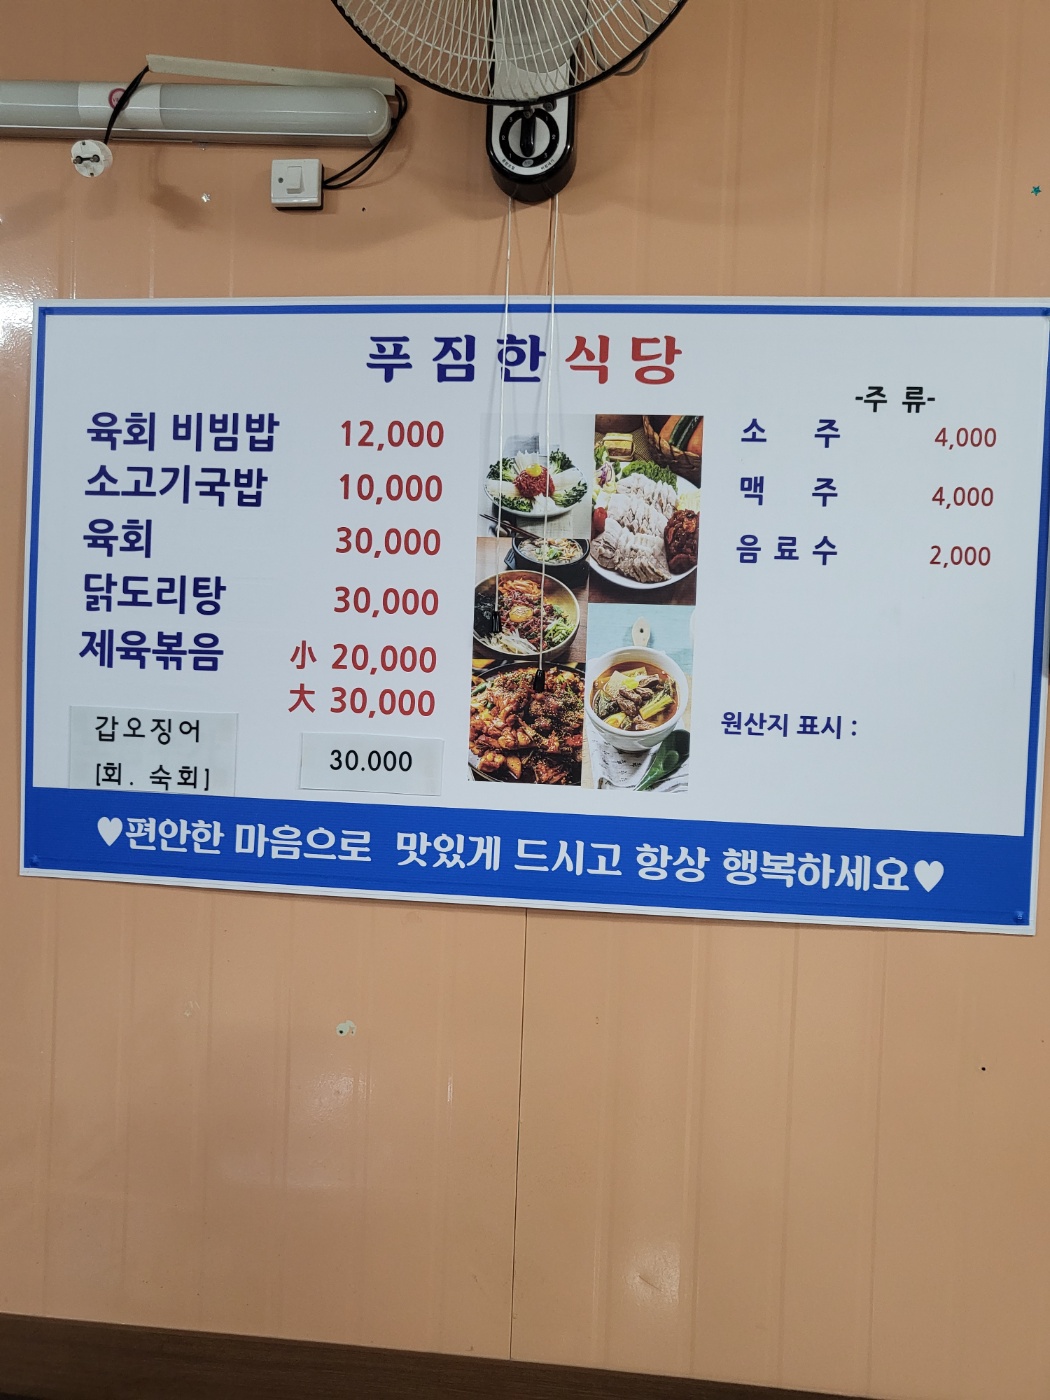 푸짐한 식당
육회 비빔밥 12,000
소고기국밥 10,000
육회 30,000
닭도리탕 30,000
제육볶음 小 20,000
大 30,000
갑오징어
[회. 숙회] 30.000
-주 류-
소 주 4,000
맥 주 4,000
음료수 2,000
원산지 표시 :
♥편안한 마음으로 맛있게 드시고 항상 행복하세요♥